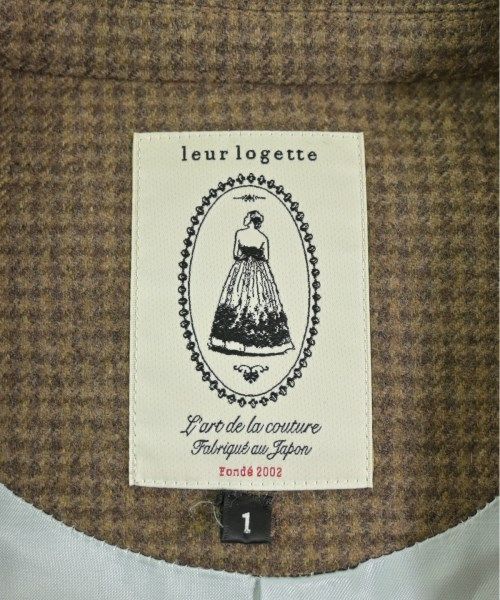 leur logette
L'art de la couture
Fabriqué au Japon
Fondé 2002
1